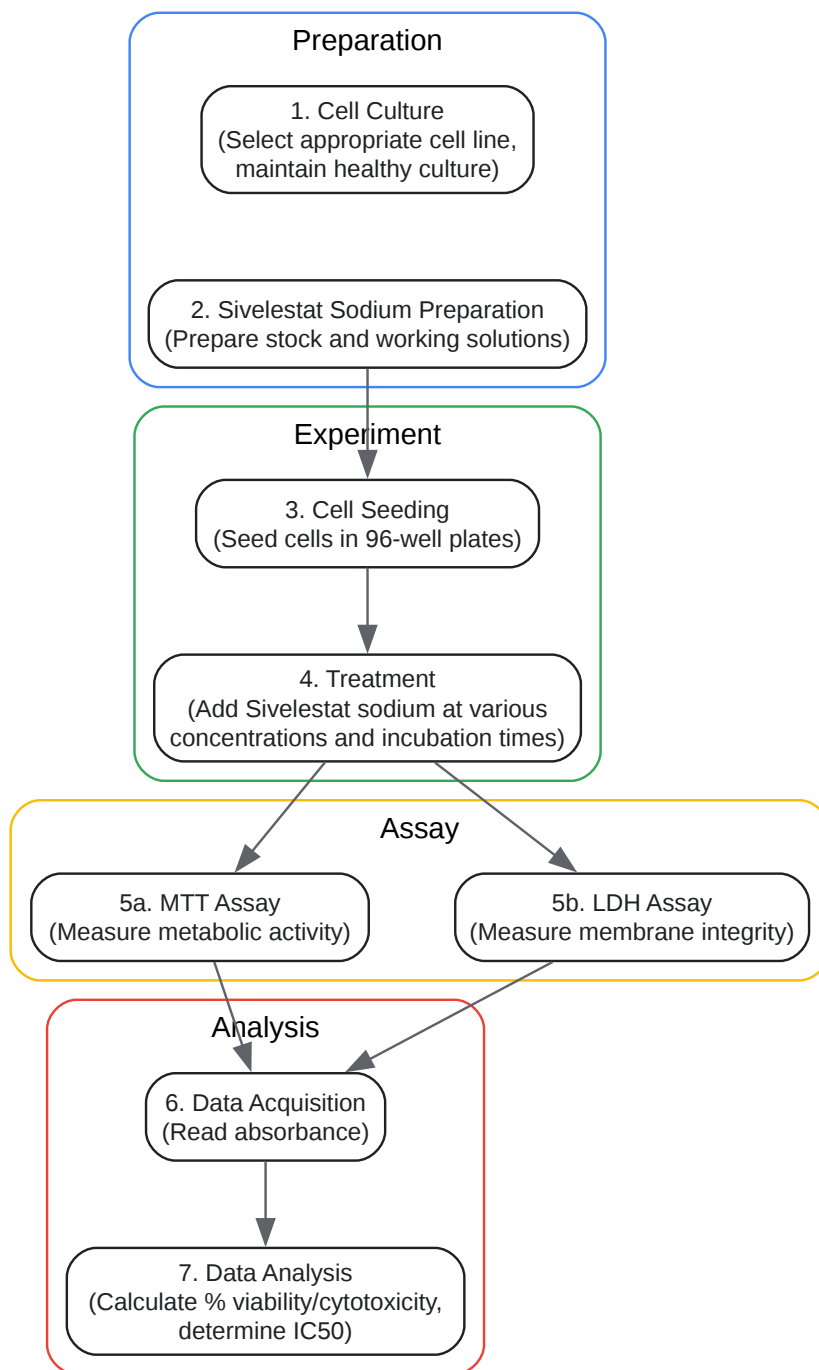 Preparation
1. Cell Culture
(Select appropriate cell line,
maintain healthy culture)
2. Sivelestat Sodium Preparation
(Prepare stock and working solutions)
Experiment
3. Cell Seeding
(Seed cells in 96-well plates)
4. Treatment
(Add Sivelestat sodium at various
concentrations and incubation times)
Assay
5a. MTT Assay
(Measure metabolic activity)
5b. LDH Assay
(Measure membrane integrity)
Analysis
6. Data Acquisition
(Read absorbance)
7. Data Analysis
(Calculate % viability/cytotoxicity,
determine IC50)